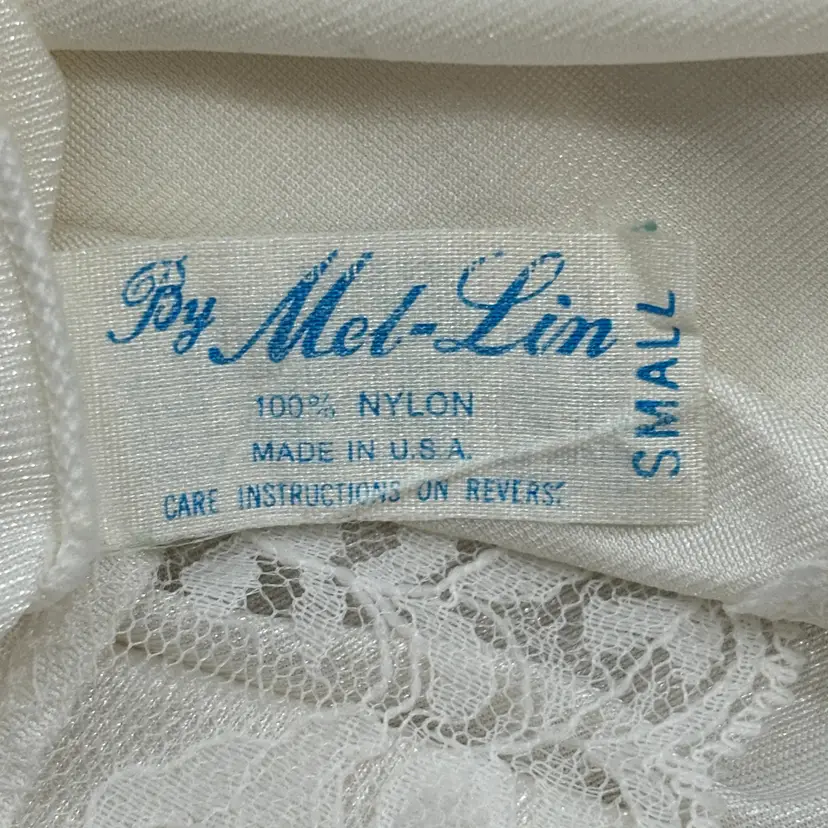 By Mel-Lin
100% NYLON
MADE IN U.S.A.
CARE INSTRUCTIONS ON REVERSE
SMALL